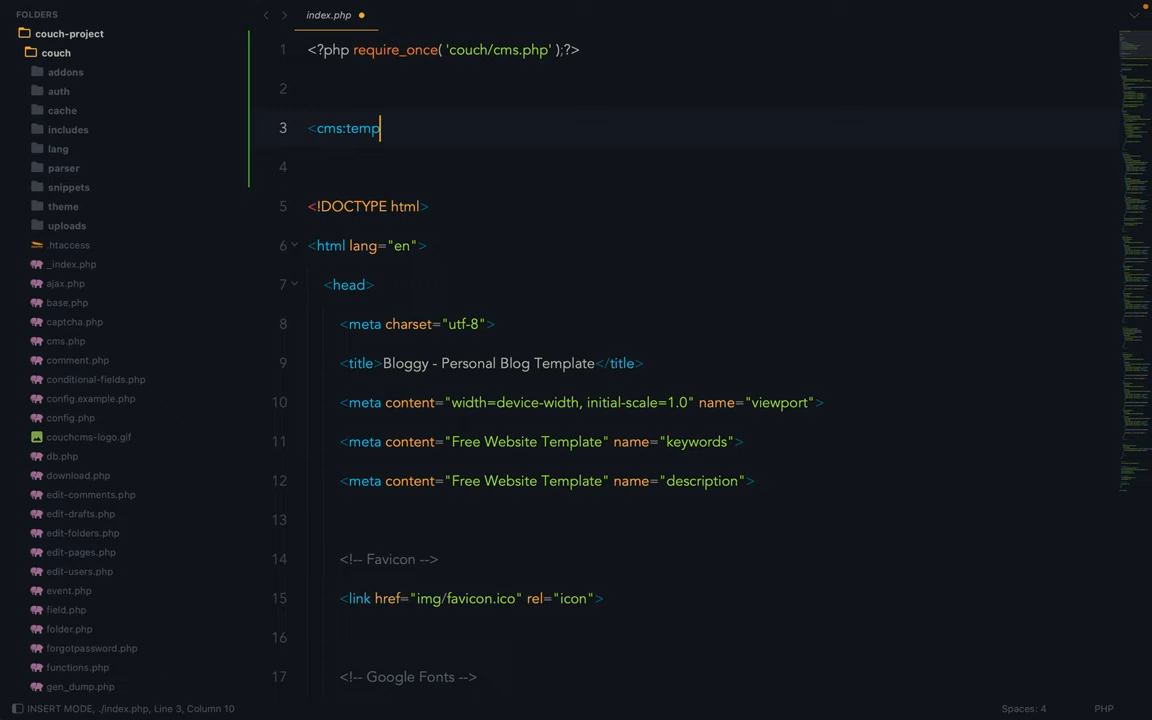 FOLDERS
couch-project
couch
addons
auth
cache
includes
lang
parser
snippets
theme
uploads
.htaccess
_index.php
ajax.php
base.php
captcha.php
cms.php
comment.php
conditional-fields.php
config.example.php
config.php
couchcms-logo.gif
db.php
download.php
edit-comments.php
edit-drafts.php
edit-folders.php
edit-pages.php
edit-users.php
event.php
field.php
folder.php
forgotpassword.php
functions.php
gen_dump.php
index.php
1 <?php require_once( 'couch/cms.php' );?>
2
3 <cms:temp
4
5 <!DOCTYPE html>
6 <html lang="en">
7 <head>
8 <meta charset="utf-8">
9 <title>Bloggy - Personal Blog Template</title>
10 <meta content="width=device-width, initial-scale=1.0" name="viewport">
11 <meta content="Free Website Template" name="keywords">
12 <meta content="Free Website Template" name="description">
13
14 <!-- Favicon -->
15 <link href="img/favicon.ico" rel="icon">
16
17 <!-- Google Fonts -->
INSERT MODE, ./index.php, Line 3, Column 10
Spaces: 4
PHP